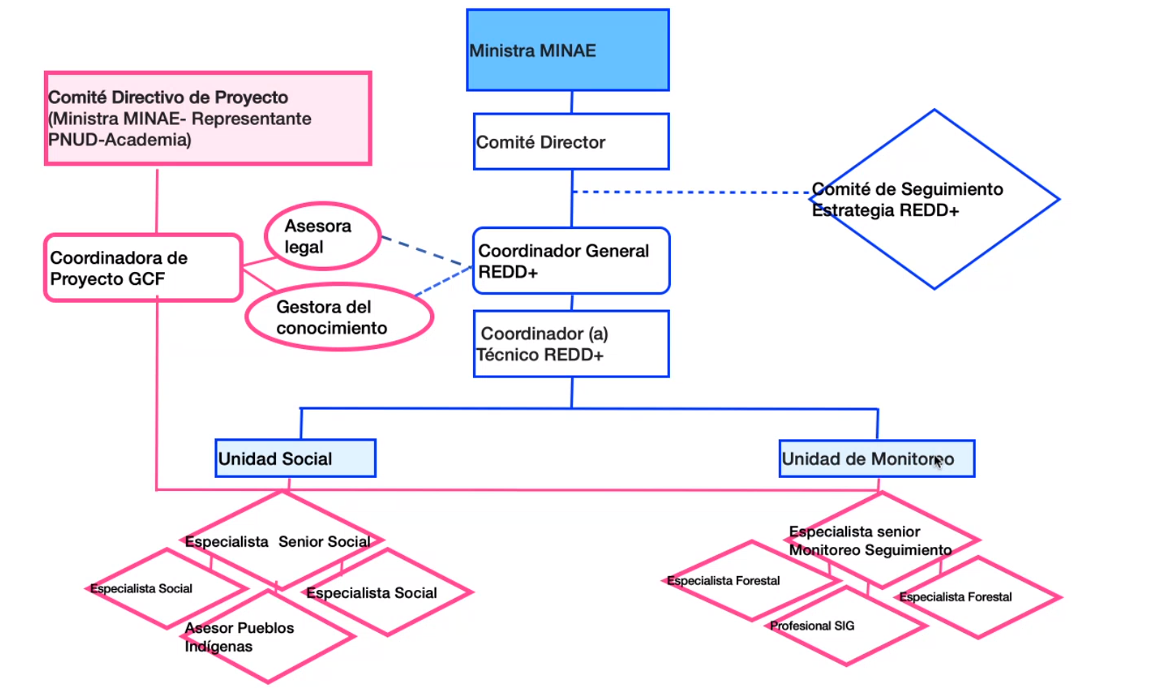 Ministra MINAE
Comité Directivo de Proyecto
(Ministra MINAE- Representante
PNUD-Academia)
Comité Director
Comité de Seguimiento
Estrategia REDD+
Asesora
legal
Coordinadora de
Proyecto GCF
Coordinador General
REDD+
Gestora del
conocimiento
Coordinador (a)
Técnico REDD+
Unidad Social
Unidad de Monitoreo
Especialista Senior Social
Especialista Social
Especialista Social
Asesor Pueblos
Indígenas
Especialista senior
Monitoreo Seguimiento
Especialista Forestal
Especialista Forestal
Profesional SIG